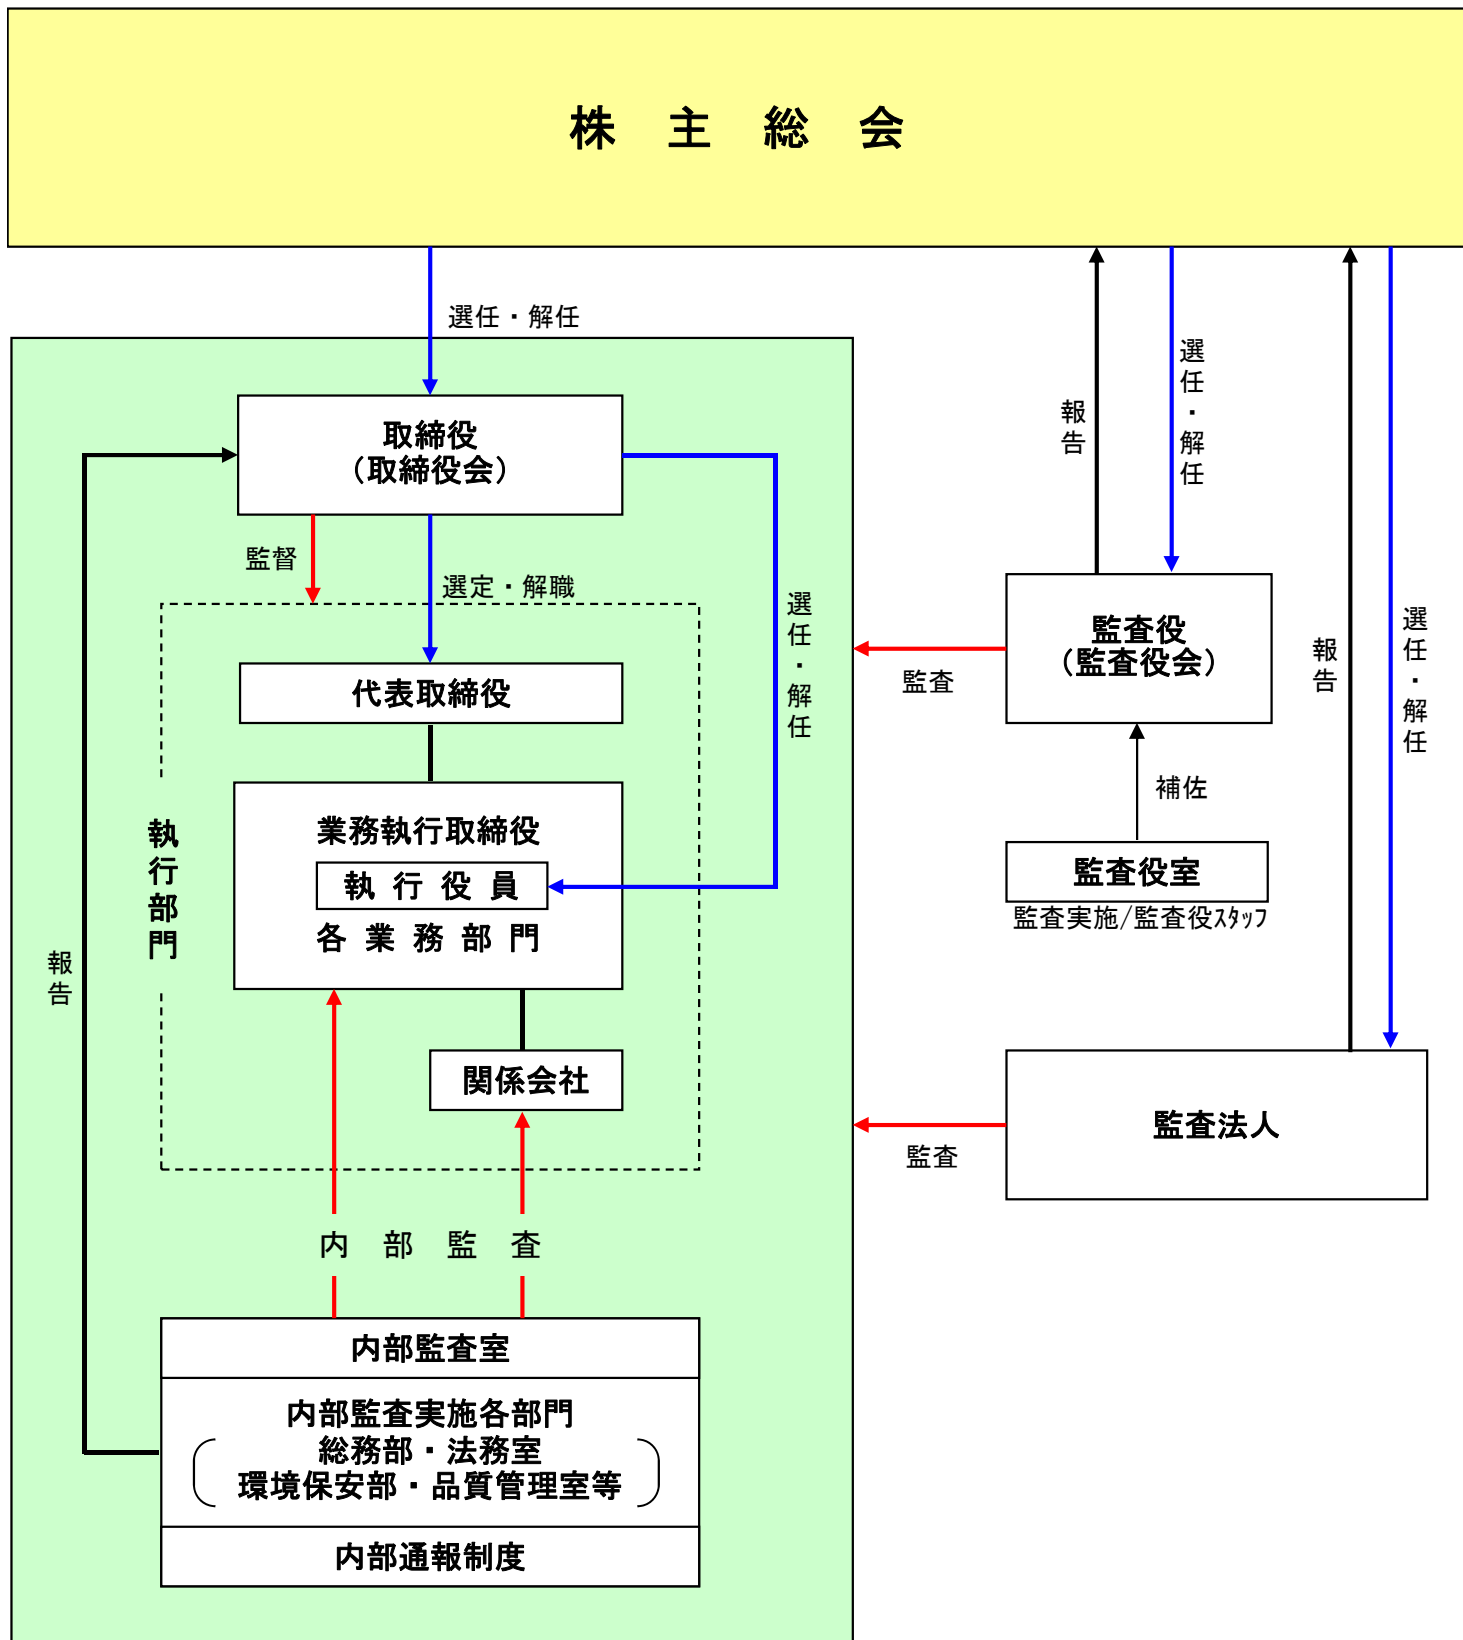 株主総会
選任・解任
取締役
（取締役会）
監督
選定・解職
代表取締役
業務執行取締役
執行役員
各業務部門
関係会社
執行部門
選任・解任
報告
内部監査
内部監査室
内部監査実施各部門
総務部・法務室
環境保安部・品質管理室等
内部通報制度
報告
選任・解任
監査役
（監査役会）
監査
補佐
監査役室
監査実施/監査役ｽﾀｯﾌ
報告
選任・解任
監査法人
監査